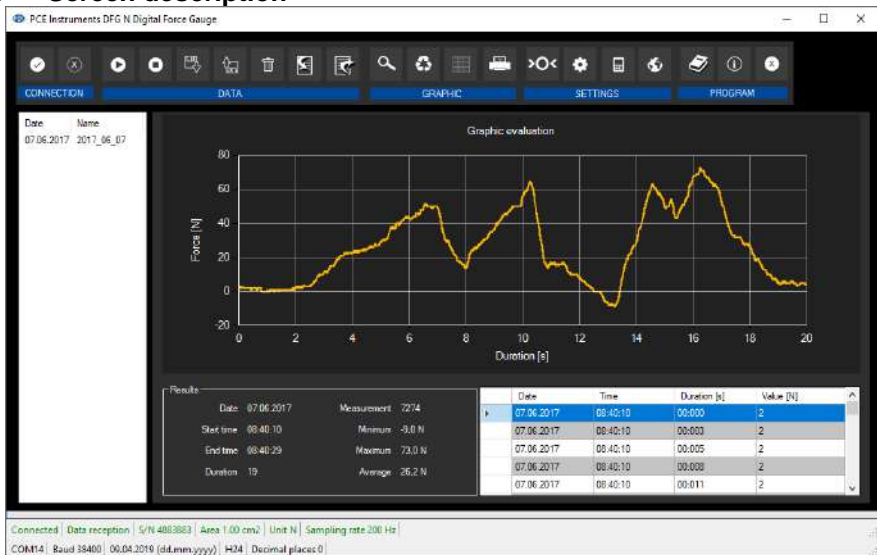 Screen description
PCE Instruments DFG N Digital Force Gauge
CONNECTION DATA GRAPHIC SETTINGS PROGRAM
Date Name
07.06.2017 2017_06_07
Graphic evaluation
80
60
40
20
0
-20
Force [N]
0 2 4 6 8 10 12 14 16 18 20
Duration [s]
Results
Date 07.06.2017 Measurement 7274
Start time 08:40:10 Minimum -9,0 N
End time 08:40:29 Maximum 73,0 N
Duration 19 Average 26,2 N
Date Time Duration [s] Value [N]
07.06.2017 08:40:10 00:000 2
07.06.2017 08:40:10 00:003 2
07.06.2017 08:40:10 00:005 2
07.06.2017 08:40:10 00:008 2
07.06.2017 08:40:10 00:011 2
Connected Data reception S/N 4883883 Area 1.00 cm2 Unit N Sampling rate 200 Hz
COM14 Baud 38400 09.04.2019 (dd.mm.yyyy) H24 Decimal places 0